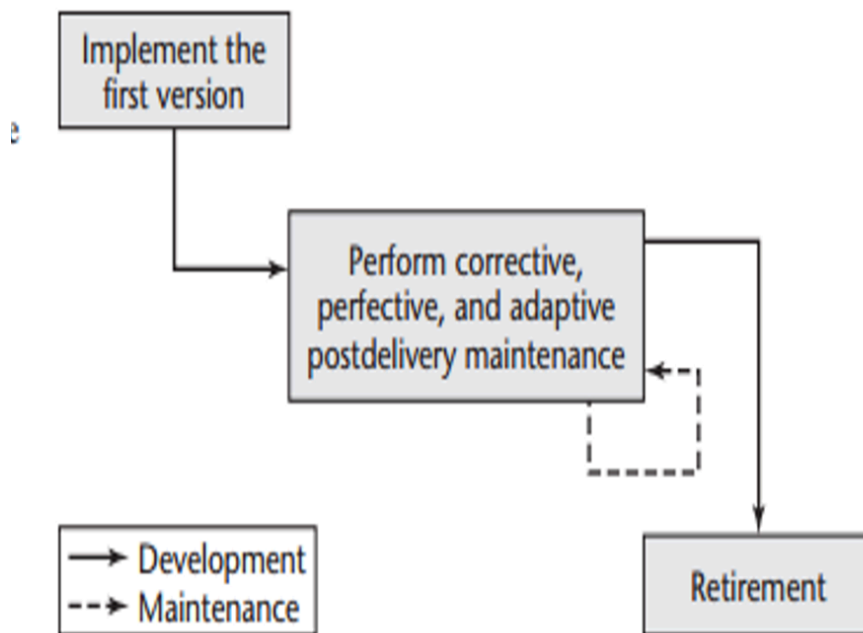 Implement the
first version
e
Perform corrective,
perfective, and adaptive
postdelivery maintenance
Development
Maintenance
Retirement